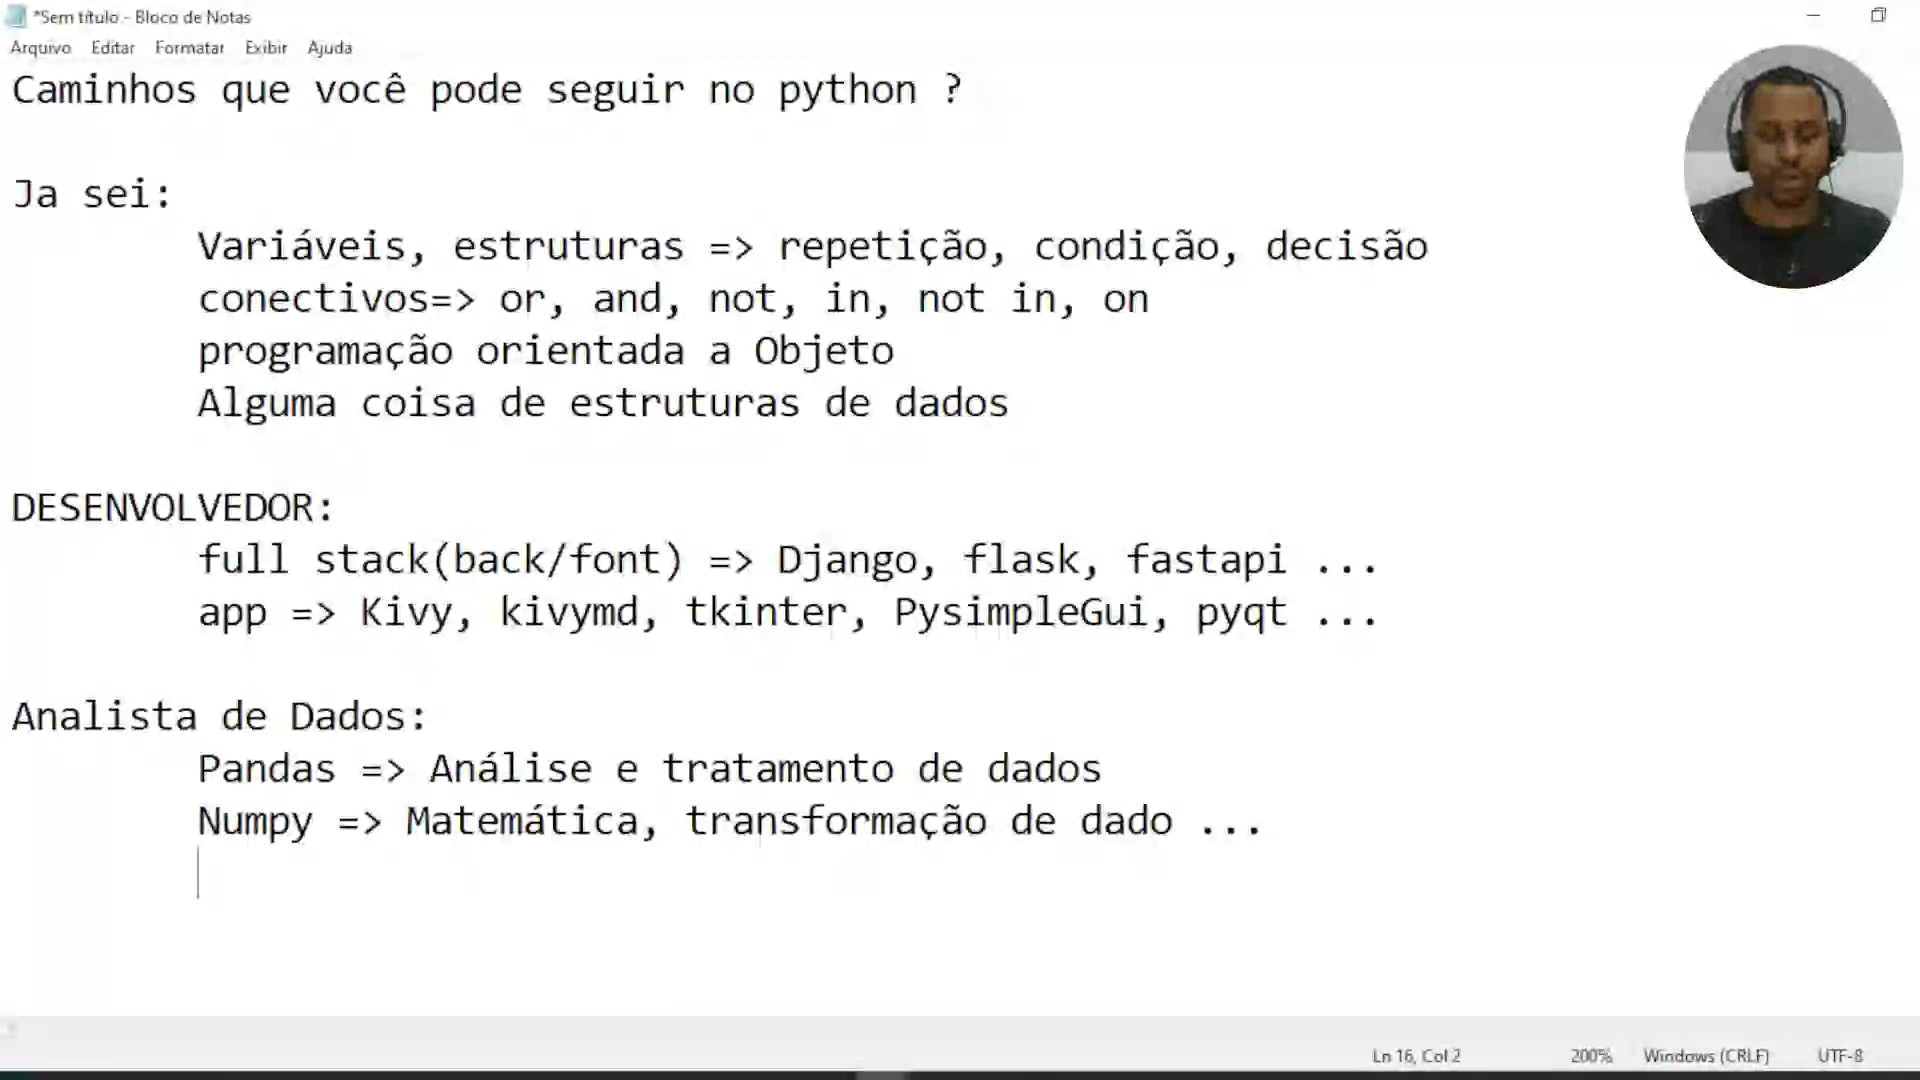 *Sem título - Bloco de Notas
Arquivo Editar Formatar Exibir Ajuda
Caminhos que você pode seguir no python ?
Ja sei:
Variáveis, estruturas => repetição, condição, decisão
conectivos=> or, and, not, in, not in, on
programação orientada a Objeto
Alguma coisa de estruturas de dados
DESENVOLVEDOR:
full stack(back/font) => Django, flask, fastapi ...
app => Kivy, kivymd, tkinter, PysimpleGui, pyqt ...
Analista de Dados:
Pandas => Análise e tratamento de dados
Numpy => Matemática, transformação de dado ...
Ln 16, Col 2 200% Windows (CRLF) UTF-8